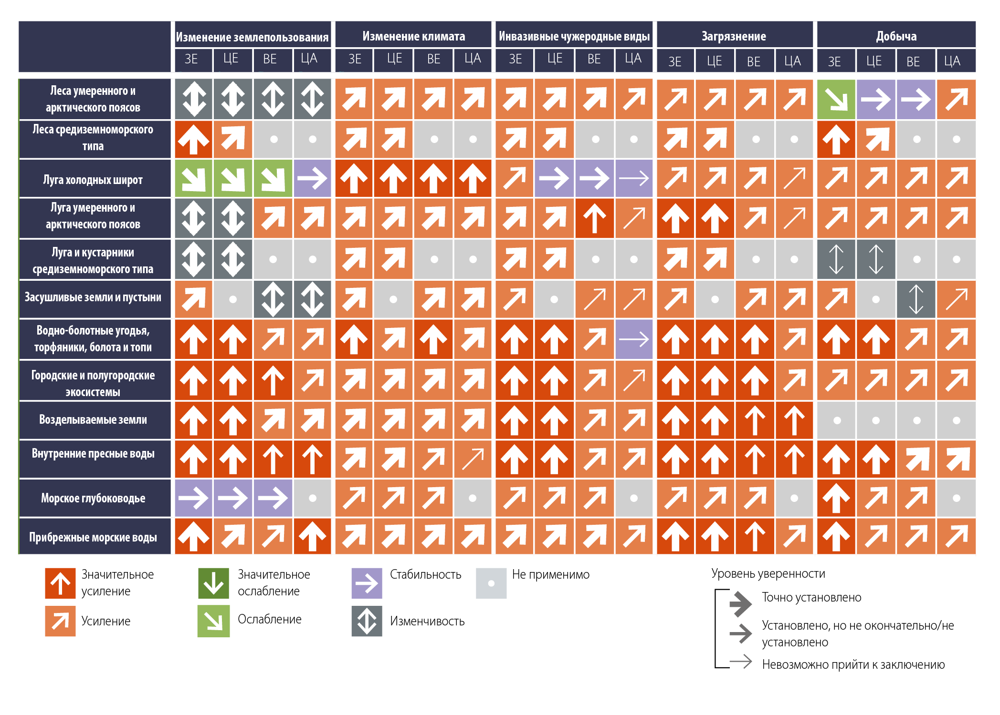 Изменение землепользования
Изменение климата
Инвазивные чужеродные виды
Загрязнение
Добыча
ЗЕ ЦЕ ВЕ ЦА ЗЕ ЦЕ ВЕ ЦА ЗЕ ЦЕ ВЕ ЦА ЗЕ ЦЕ ВЕ ЦА ЗЕ ЦЕ ВЕ ЦА
Леса умеренного и
арктического поясов
Леса средиземноморского
типа
Луга холодных широт
Луга умеренного и
арктического поясов
Луга и кустарники
средиземноморского типа
Засушливые земли и пустыни
Водно-болотные угодья,
торфяники, болота и топи
Городские и полугородские
экосистемы
Возделываемые земли
Внутренние пресные воды
Морское глубоководье
Прибрежные морские воды
Значительное
усиление
Усиление
Значительное
ослабление
Ослабление
Стабильность
Изменчивость
Не применимо
Уровень уверенности
Точно установлено
Установлено, но не окончательно/не
установлено
Невозможно прийти к заключению